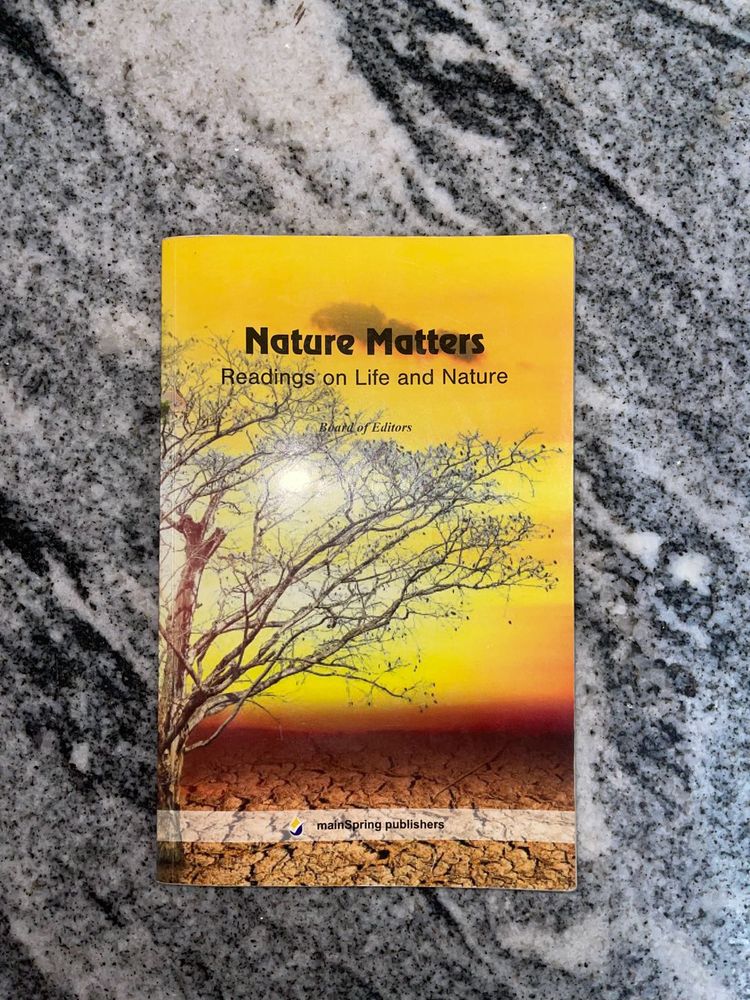 Nature Matters
Readings on Life and Nature
Board of Editors
mainSpring publishers